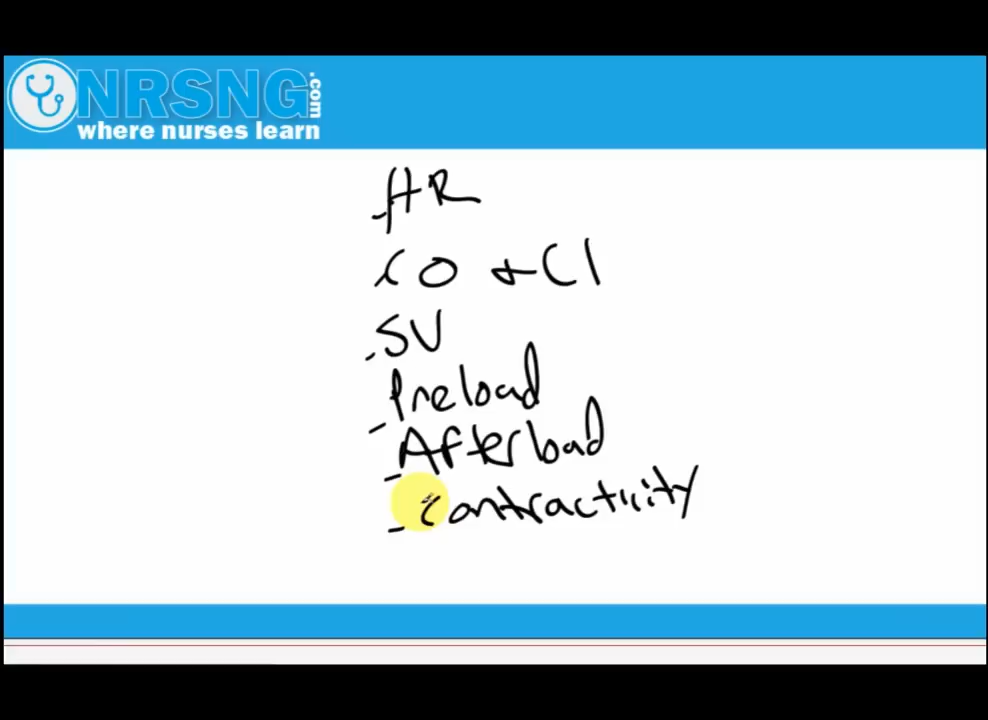 NRSNG.com
where nurses learn
- HR
- CO + CI
- SV
- Preload
- Afterload
- Contractility